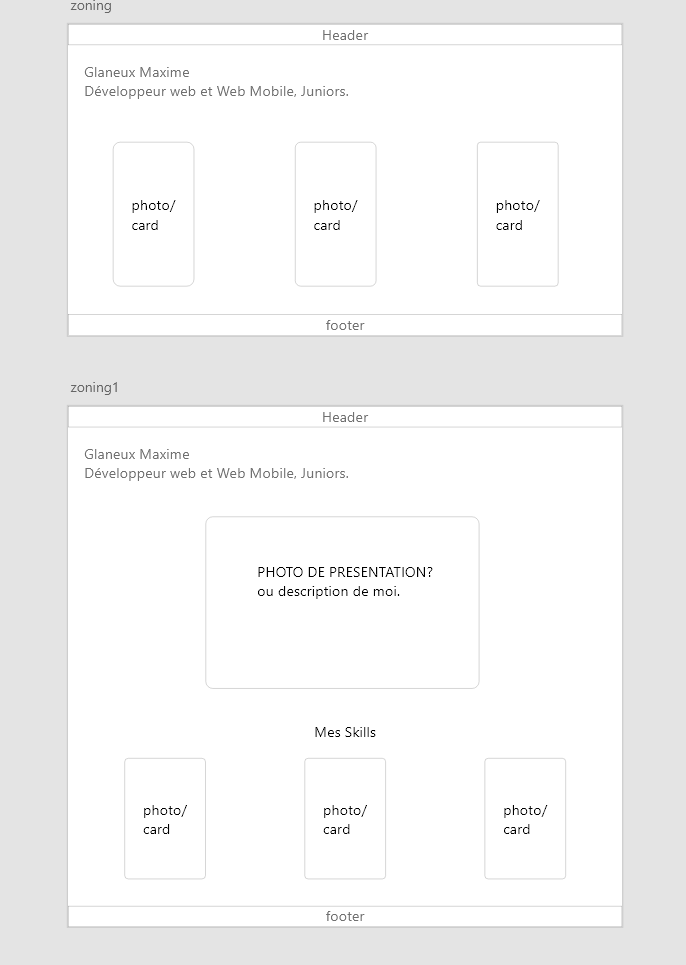 zoning
Header
Glaneux Maxime
Développeur web et Web Mobile, Juniors.
photo/
card
photo/
card
photo/
card
footer
zoning1
Header
Glaneux Maxime
Développeur web et Web Mobile, Juniors.
PHOTO DE PRESENTATION?
ou description de moi.
Mes Skills
photo/
card
photo/
card
photo/
card
footer